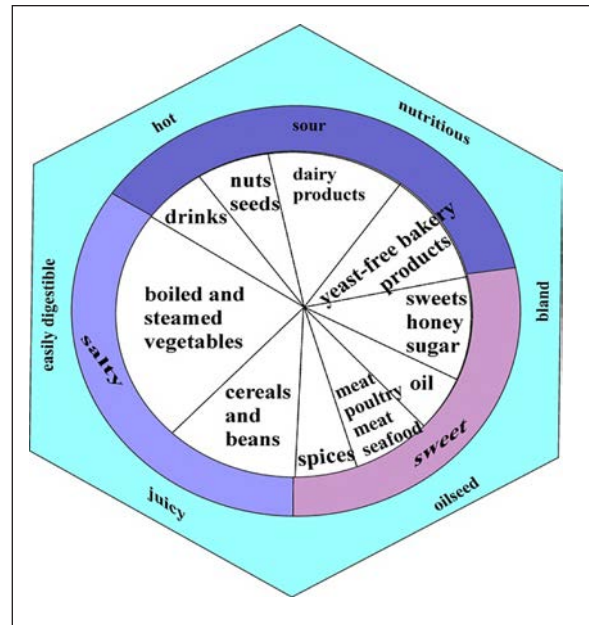 hot
nutritious
sour
nuts
seeds
dairy
products
drinks
yeast-free bakery
products
easily digestible
boiled and
steamed
vegetables
sweets
honey
sugar
bland
salty
cereals
and
beans
meat
poultry
meat
seafood
oil
spices
sweet
juicy
oilseed